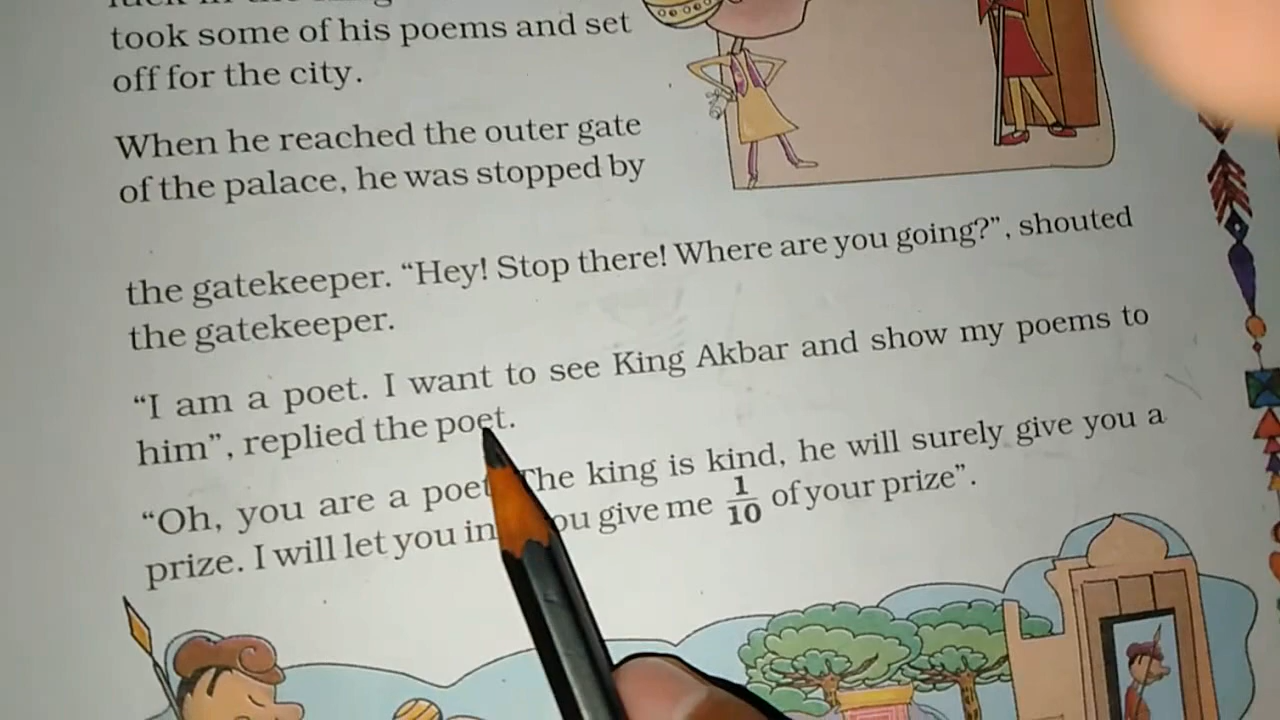 took some of his poems and set
off for the city.
When he reached the outer gate
of the palace, he was stopped by
the gatekeeper. “Hey! Stop there! Where are you going?”, shouted
the gatekeeper.
“I am a poet. I want to see King Akbar and show my poems to
him”, replied the poet.
“Oh, you are a poet The king is kind, he will surely give you a
prize. I will let you in give me 1/10 of your prize”.